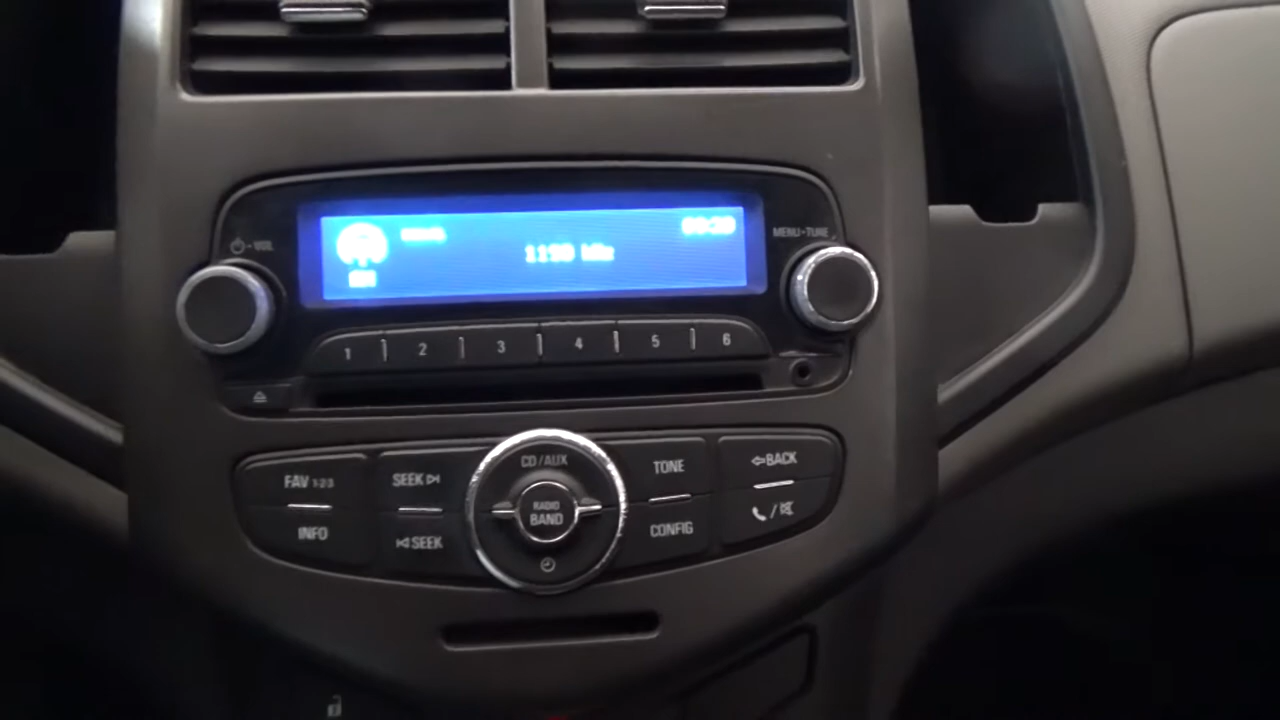 1190 kHz
AM
VOL
MENU-TUNE
1 2 3 4 5 6
FAV 1-2-3
SEEK
CD/AUX
TONE
BACK
RADIO
BAND
INFO
SEEK
CONFIG